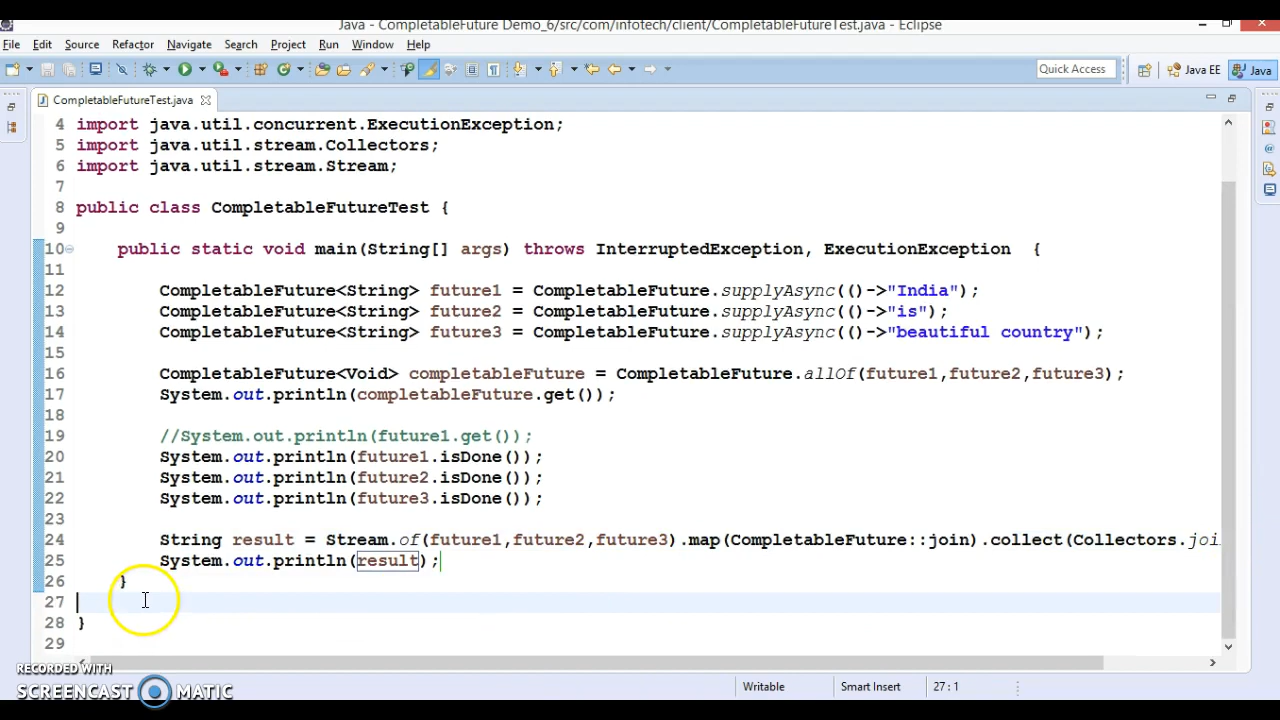 Java - CompletableFuture Demo_6/src/com/infotech/client/CompletableFutureTest.java - Eclipse
File Edit Source Refactor Navigate Search Project Run Window Help
Quick Access Java EE Java
CompletableFutureTest.java
4 import java.util.concurrent.ExecutionException;
5 import java.util.stream.Collectors;
6 import java.util.stream.Stream;
7
8 public class CompletableFutureTest {
9
10 public static void main(String[] args) throws InterruptedException, ExecutionException {
11
12 CompletableFuture<String> future1 = CompletableFuture.supplyAsync(()->"India");
13 CompletableFuture<String> future2 = CompletableFuture.supplyAsync(()->"is");
14 CompletableFuture<String> future3 = CompletableFuture.supplyAsync(()->"beautiful country");
15
16 CompletableFuture<Void> completableFuture = CompletableFuture.allOf(future1,future2,future3);
17 System.out.println(completableFuture.get());
18
19 //System.out.println(future1.get());
20 System.out.println(future1.isDone());
21 System.out.println(future2.isDone());
22 System.out.println(future3.isDone());
23
24 String result = Stream.of(future1,future2,future3).map(CompletableFuture::join).collect(Collectors.joi
25 System.out.println(result);
26 }
27
28 }
29
RECORDED WITH
SCREENCAST MATIC
Writable Smart Insert 27 : 1